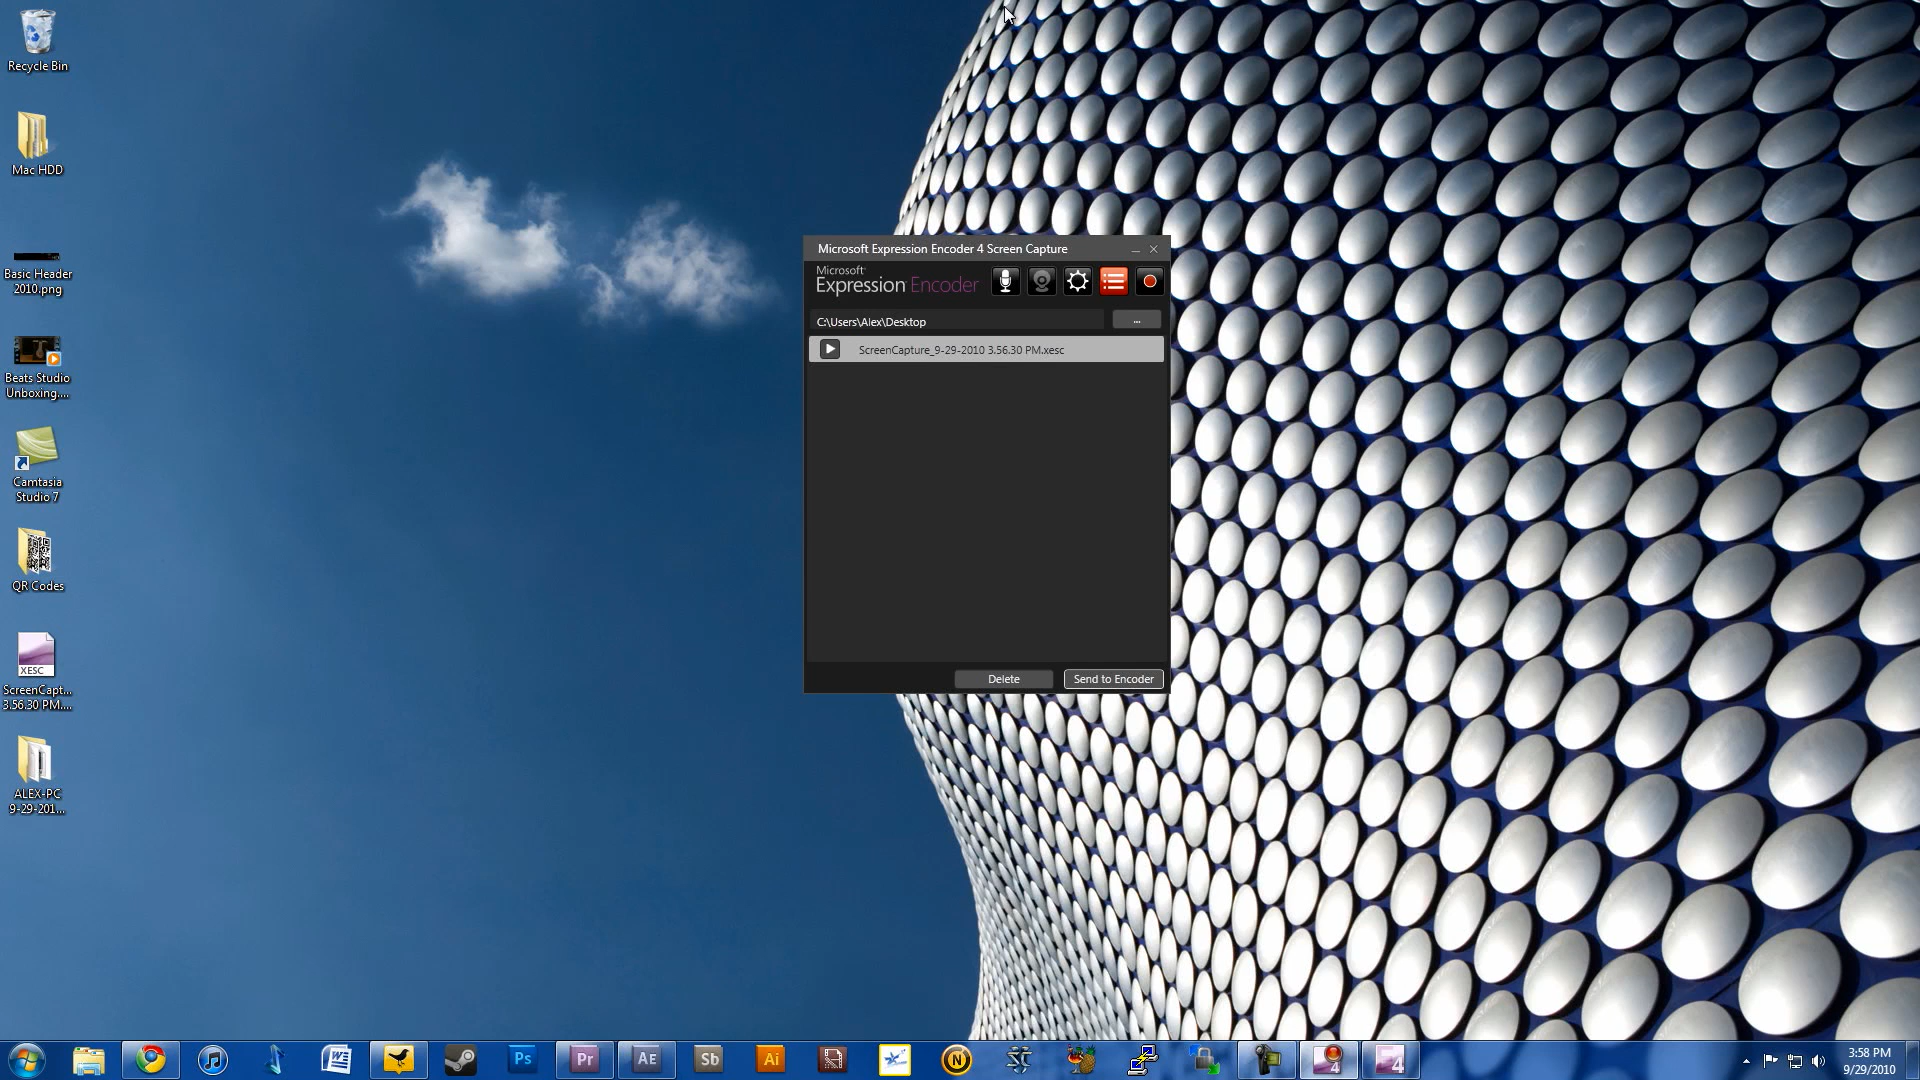 Recycle Bin
Mac HDD
Basic Header
2010.png
Beats Studio
Unboxing....
Camtasia
Studio 7
QR Codes
XESC
ScreenCapt...
3.56.30 PM....
ALEX-PC
9-29-201...
Microsoft Expression Encoder 4 Screen Capture
Microsoft
Expression Encoder
C:\Users\Alex\Desktop
...
ScreenCapture_9-29-2010 3.56.30 PM.xesc
Delete
Send to Encoder
W
Ps
Pr
AE
Sb
Ai
N
4
4
3:58 PM
9/29/2010